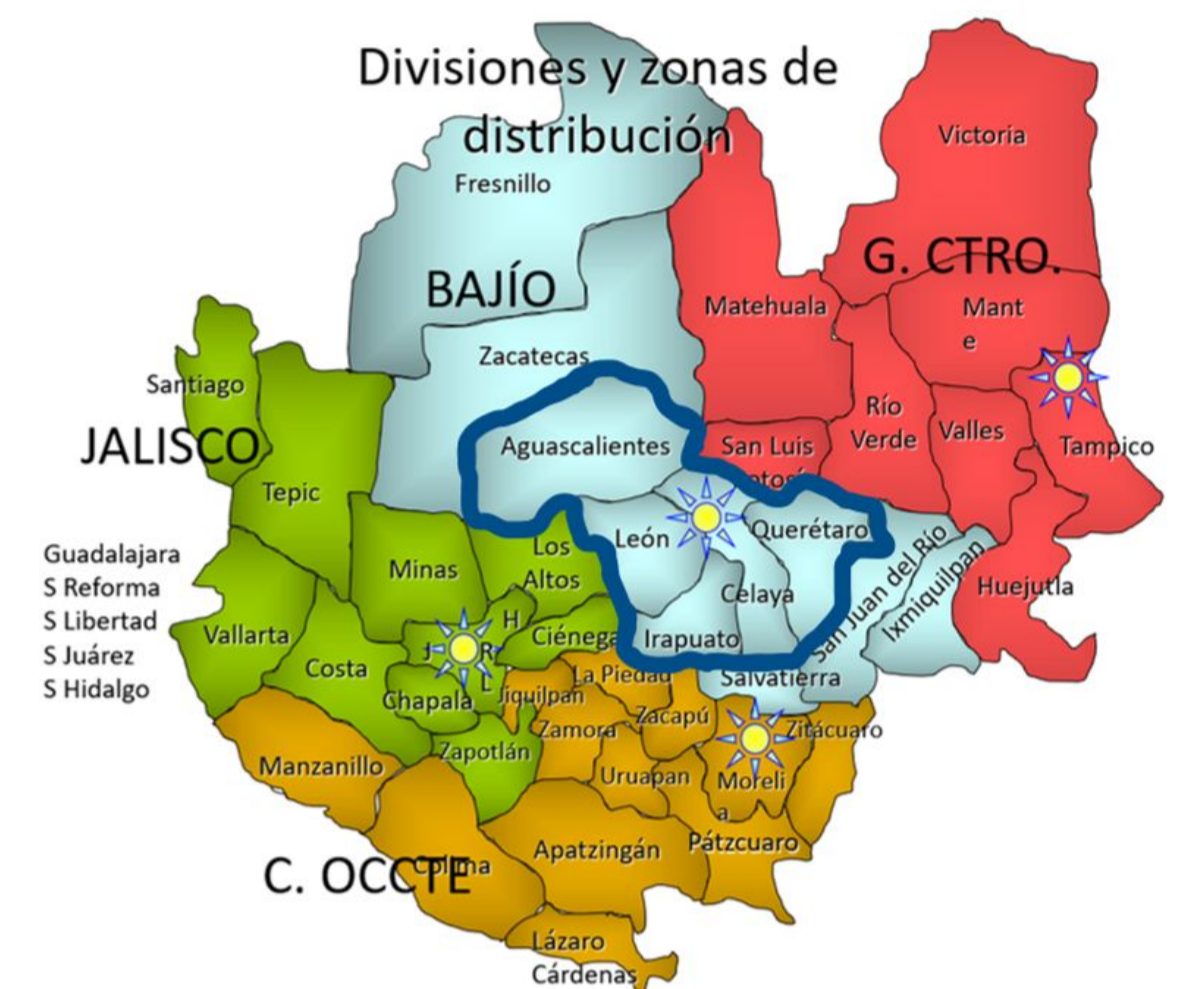 Divisiones y zonas de
distribución
Victoria
Fresnillo
G. CTRO.
BAJÍO
Matehuala
Mant
e
Zacatecas
Santiago
JALISCO
Río
Verde
Valles
Tampico
Aguascalientes
San Luis
Potosí
Tepic
León
Querétaro
San Juan del Río
Ixmiquilpan
Huejutla
Los
Altos
Minas
Guadalajara
S Reforma
S Libertad
S Juárez
S Hidalgo
Celaya
Vallarta
H
Ciénega
Irapuato
J
R
L
Costa
Chapala
Jiquilpan
La Piedad
Salvatierra
Zacapú
Zamora
Zitácuaro
Zapotlán
Manzanillo
Uruapan
Moreli
a
Pátzcuaro
Apatzingán
C. OCCTE
Colima
Lázaro
Cárdenas